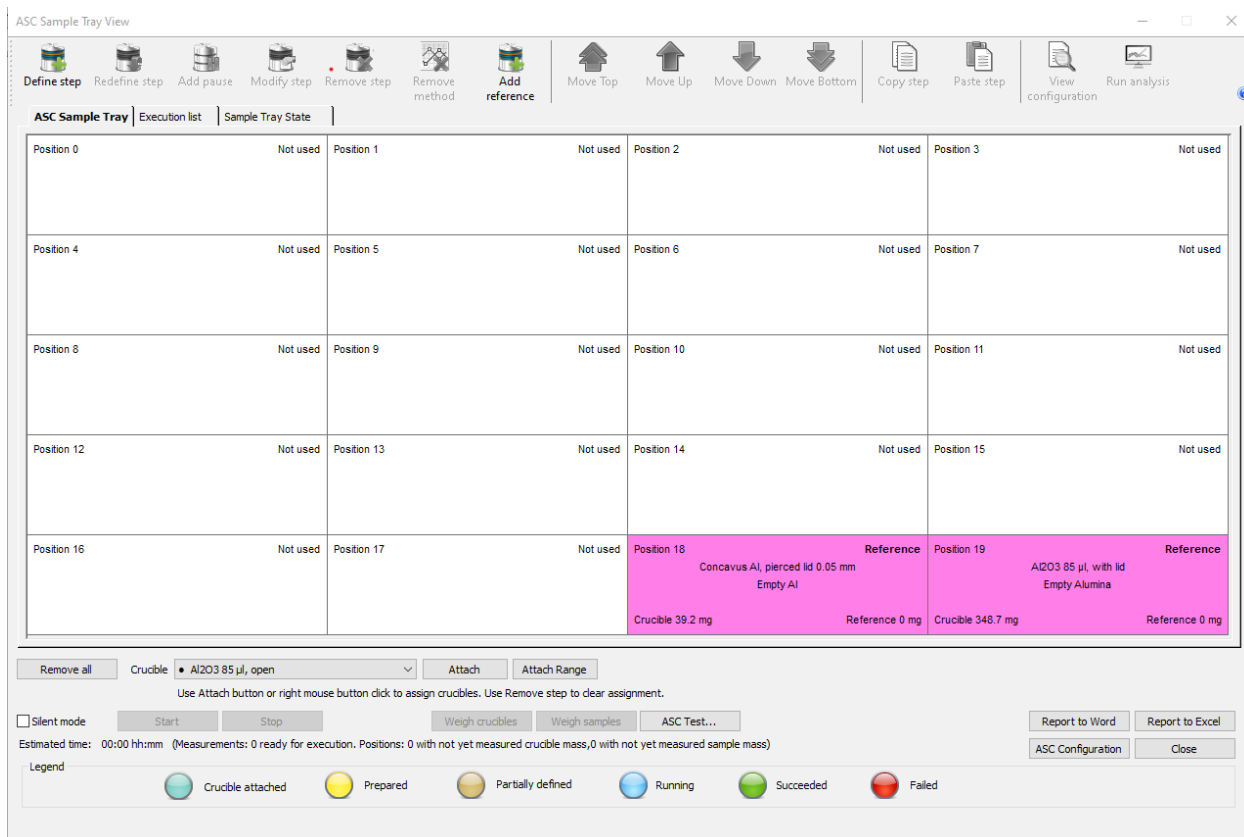 ASC Sample Tray View
Define step Redefine step Add pause Modify step Remove step Remove method Add reference Move Top Move Up Move Down Move Bottom Copy step Paste step View configuration Run analysis
ASC Sample Tray Execution list Sample Tray State
Position 0 Not used Position 1 Not used Position 2 Not used Position 3 Not used
Position 4 Not used Position 5 Not used Position 6 Not used Position 7 Not used
Position 8 Not used Position 9 Not used Position 10 Not used Position 11 Not used
Position 12 Not used Position 13 Not used Position 14 Not used Position 15 Not used
Position 16 Not used Position 17 Not used Position 18 Reference Position 19 Reference
Concavus Al, pierced lid 0.05 mm Al2O3 85 µl, with lid
Empty Al Empty Alumina
Crucible 39.2 mg Reference 0 mg Crucible 348.7 mg Reference 0 mg
Remove all Crucible ● Al2O3 85 µl, open Attach Attach Range
Use Attach button or right mouse button click to assign crucibles. Use Remove step to clear assignment.
Silent mode Start Stop Weigh crucibles Weigh samples ASC Test... Report to Word Report to Excel
Estimated time: 00:00 hh:mm (Measurements: 0 ready for execution. Positions: 0 with not yet measured crucible mass,0 with not yet measured sample mass) ASC Configuration Close
Legend
Crucible attached Prepared Partially defined Running Succeeded Failed